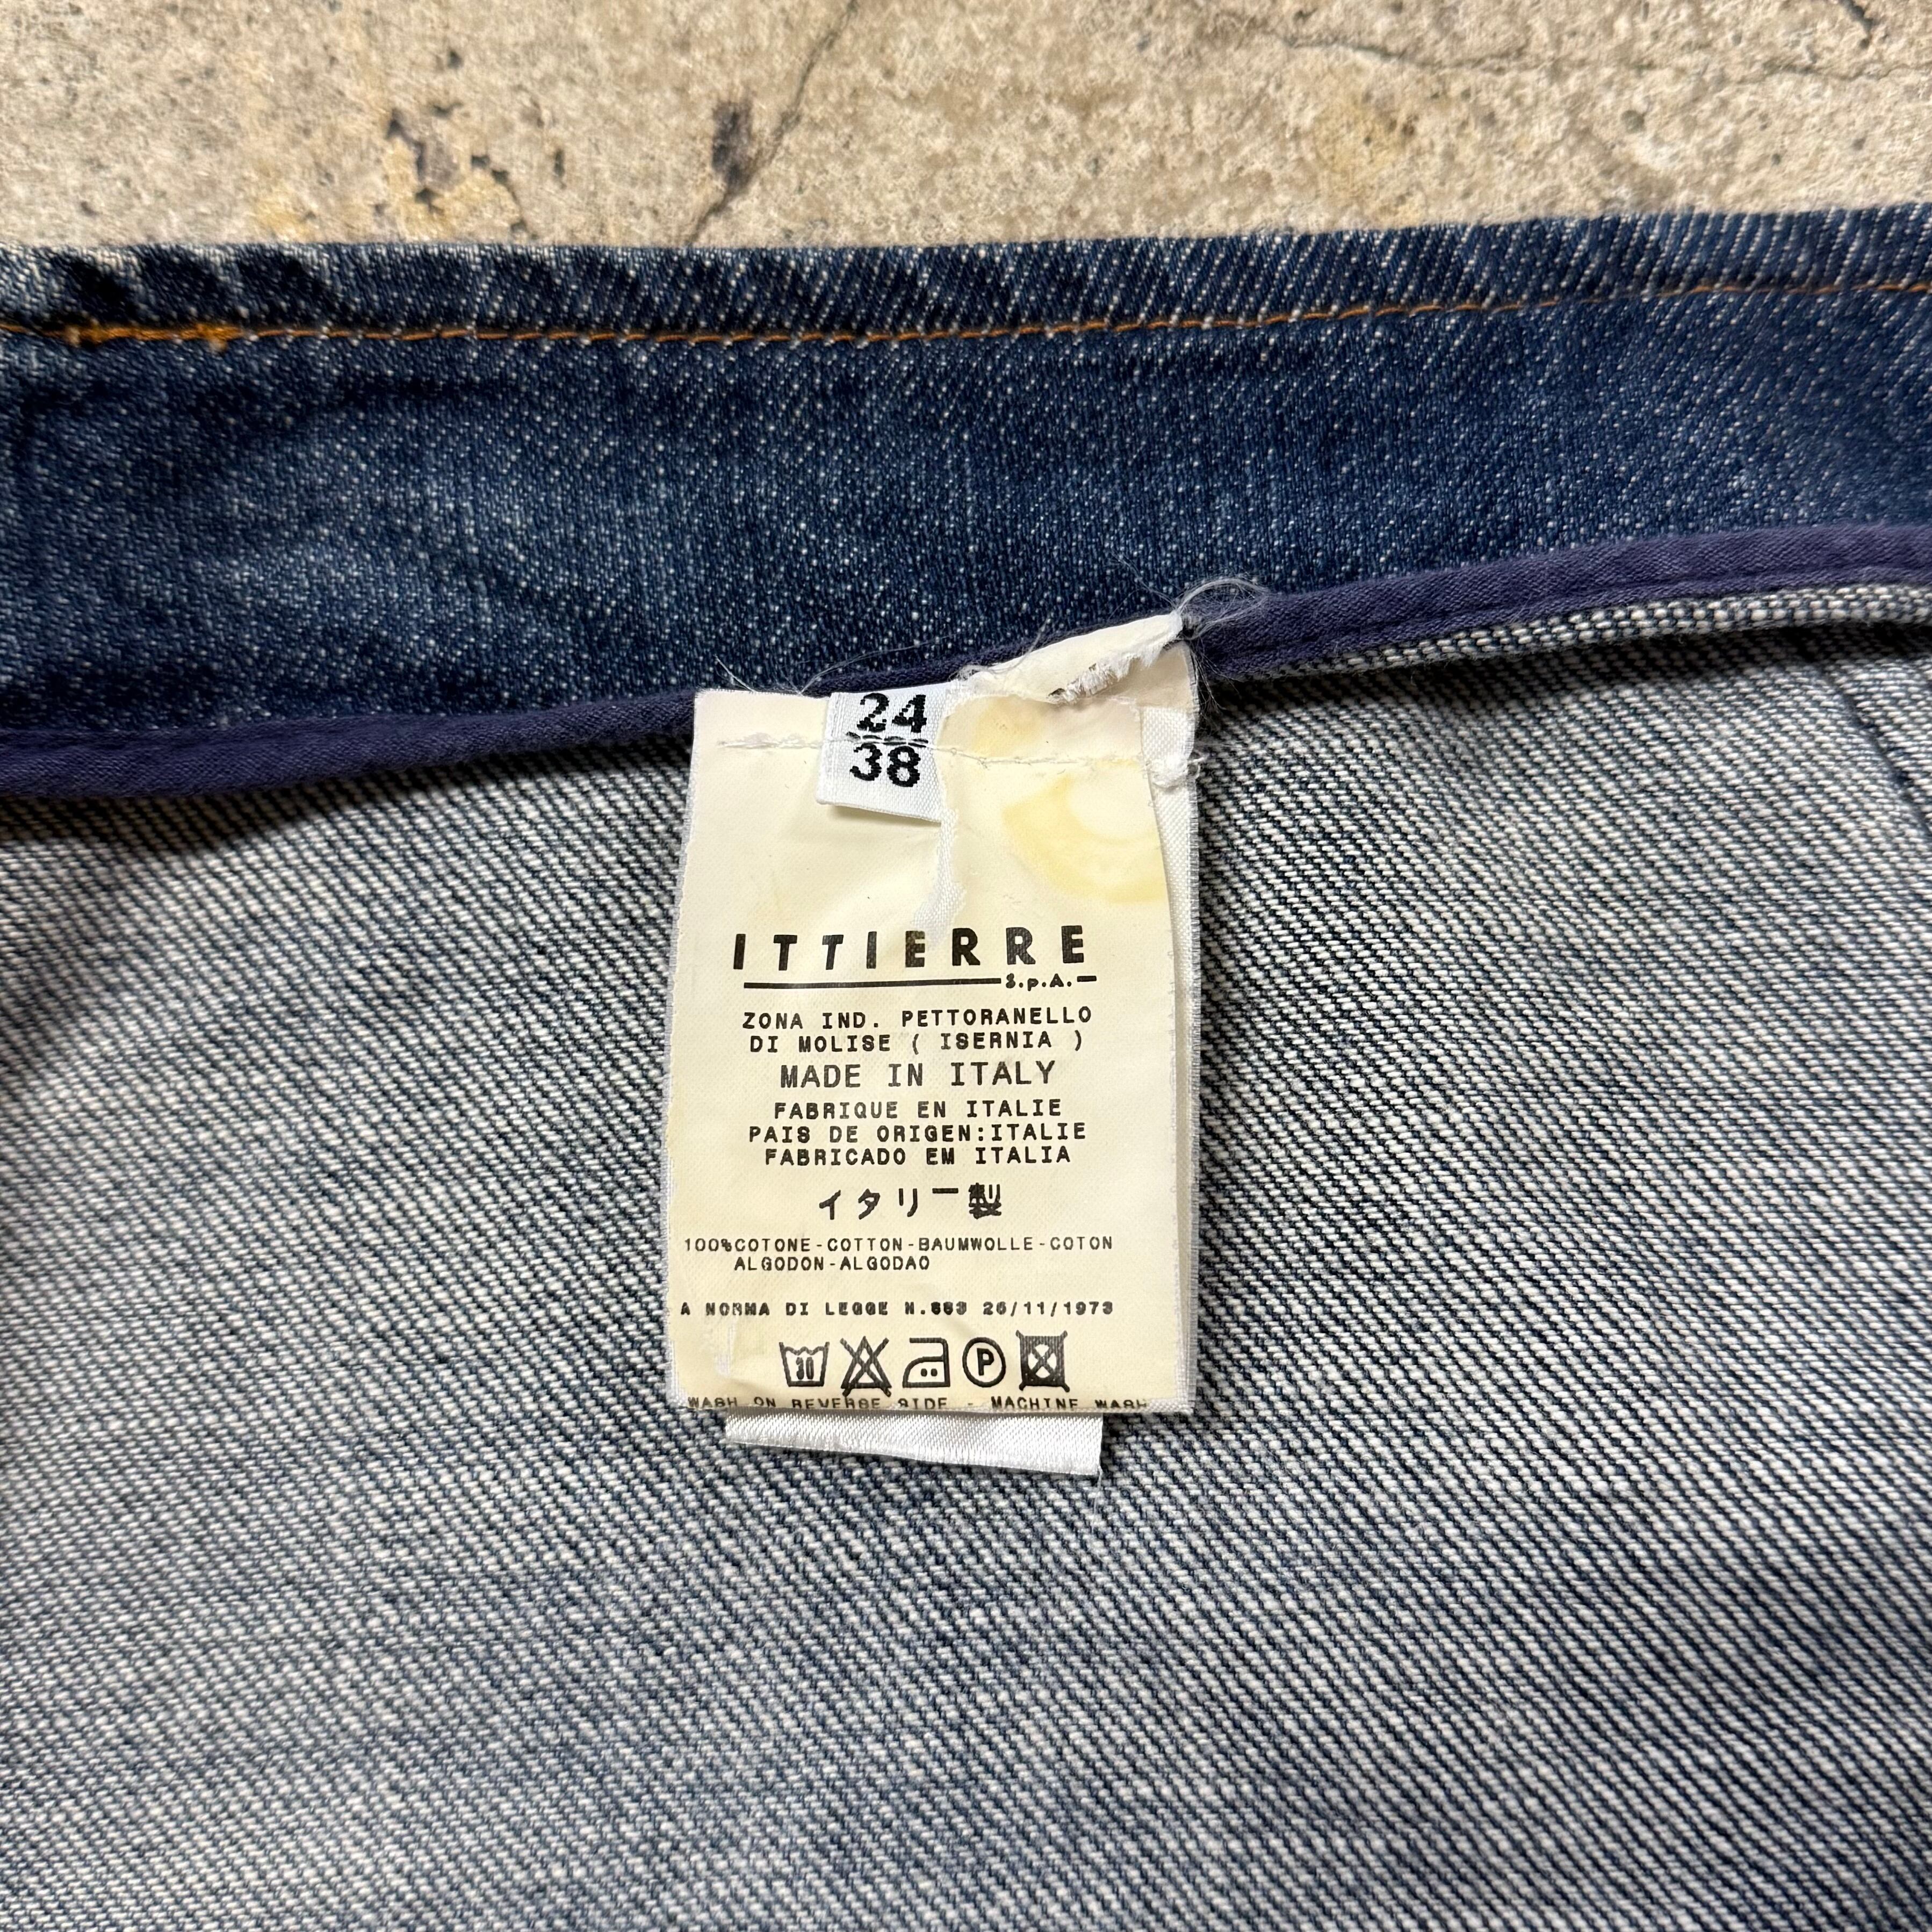 24
38
ITTIERRE
S.p.A.
ZONA IND. PETTORANELLO
DI MOLISE ( ISERNIA )
MADE IN ITALY
FABRIQUE EN ITALIE
PAIS DE ORIGEN:ITALIE
FABRICADO EM ITALIA
イタリー製
100%COTONE-COTTON-BAUMWOLLE-COTON
ALGODON-ALGODAO
A NORMA DI LEGGE N.883 26/11/1973
30
P
WASH ON REVERSE SIDE - MACHINE WASH